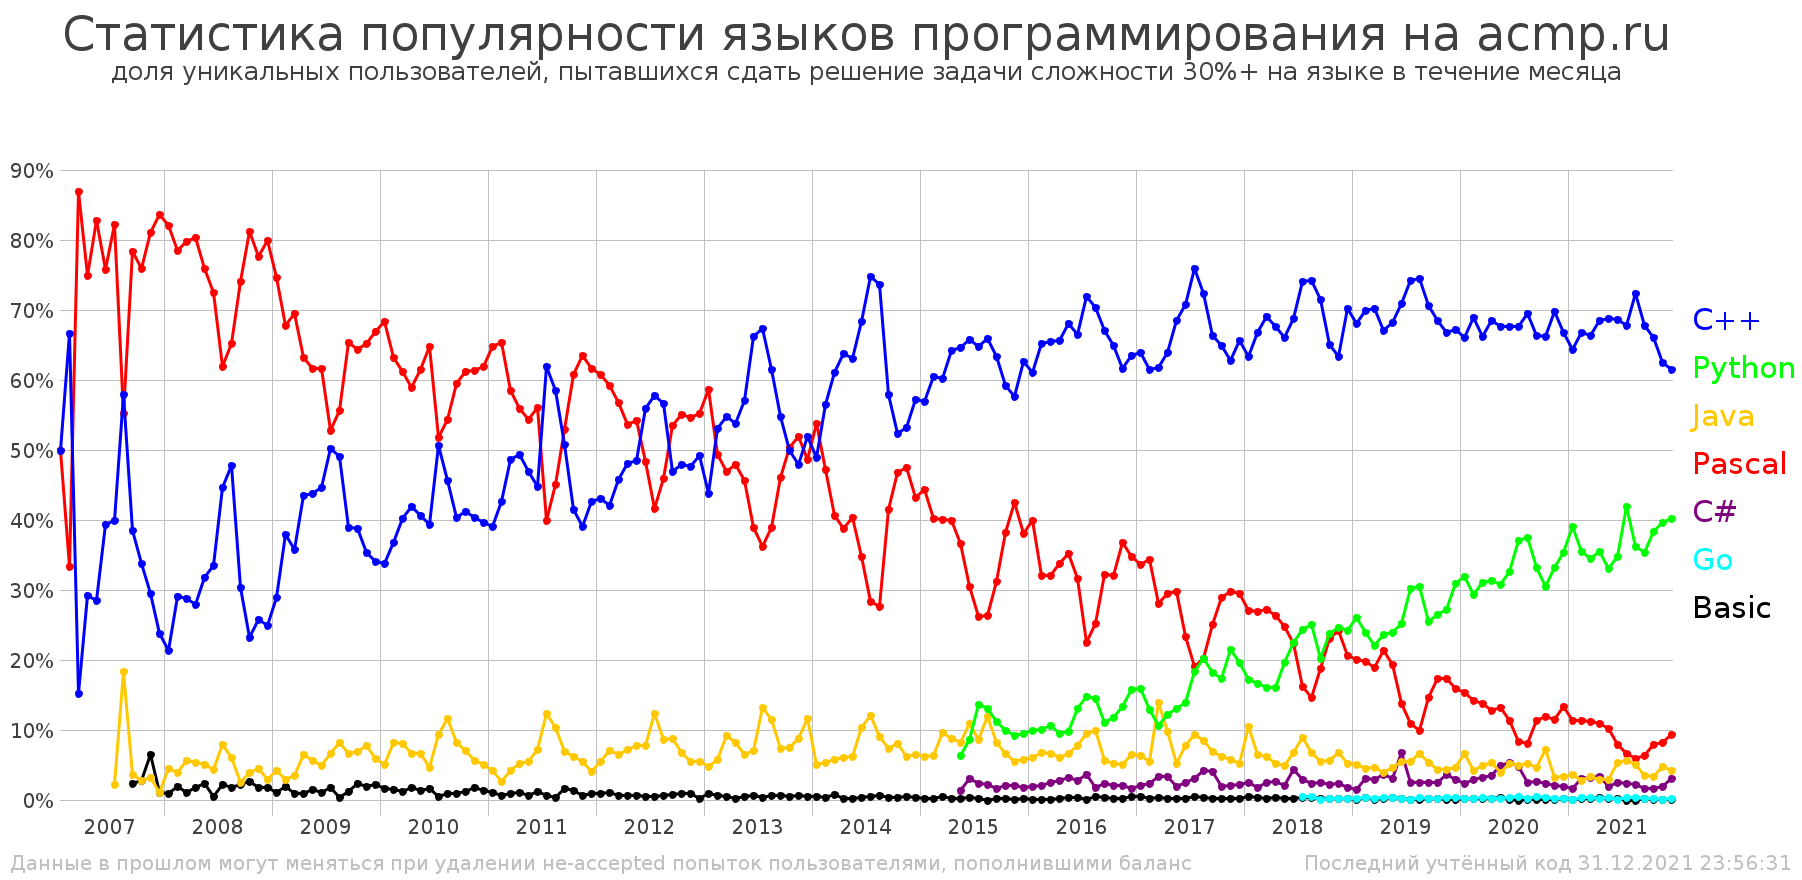 Статистика популярности языков программирования на acmp.ru
доля уникальных пользователей, пытавшихся сдать решение задачи сложности 30%+ на языке в течение месяца
90%
80%
70%
60%
50%
40%
30%
20%
10%
0%
C++
Python
Java
Pascal
C#
Go
Basic
2007 2008 2009 2010 2011 2012 2013 2014 2015 2016 2017 2018 2019 2020 2021
Данные в прошлом могут меняться при удалении не-accepted попыток пользователями, пополнившими баланс
Последний учтённый код 31.12.2021 23:56:31